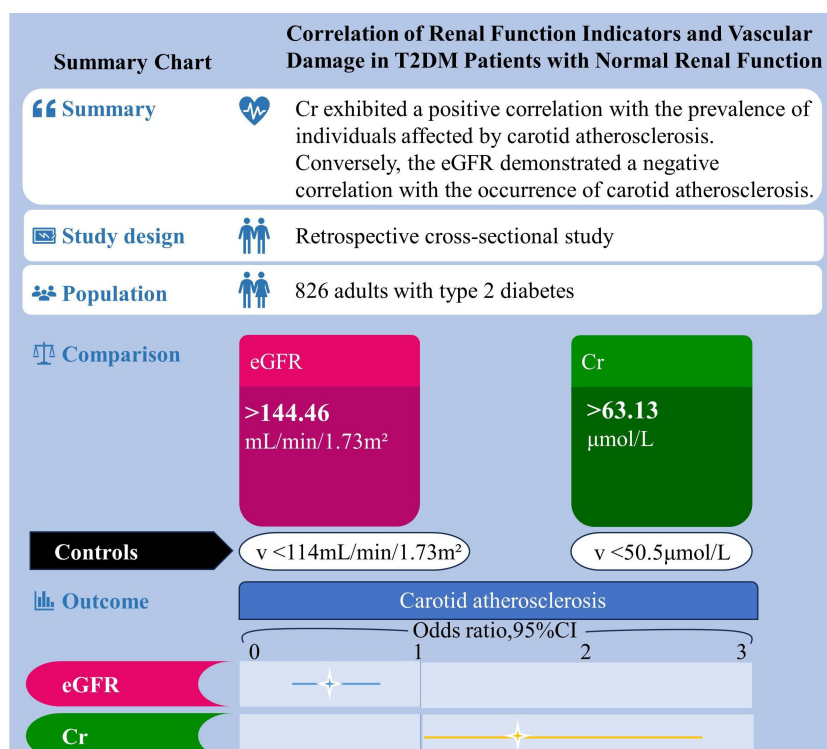 Summary Chart
Correlation of Renal Function Indicators and Vascular
Damage in T2DM Patients with Normal Renal Function
Summary
Cr exhibited a positive correlation with the prevalence of
individuals affected by carotid atherosclerosis.
Conversely, the eGFR demonstrated a negative
correlation with the occurrence of carotid atherosclerosis.
Study design
Retrospective cross-sectional study
Population
826 adults with type 2 diabetes
Comparison
eGFR
>144.46
mL/min/1.73m²
Cr
>63.13
μmol/L
Controls
v <114mL/min/1.73m²
v <50.5μmol/L
Outcome
Carotid atherosclerosis
Odds ratio,95%CI
0 1 2 3
eGFR
Cr